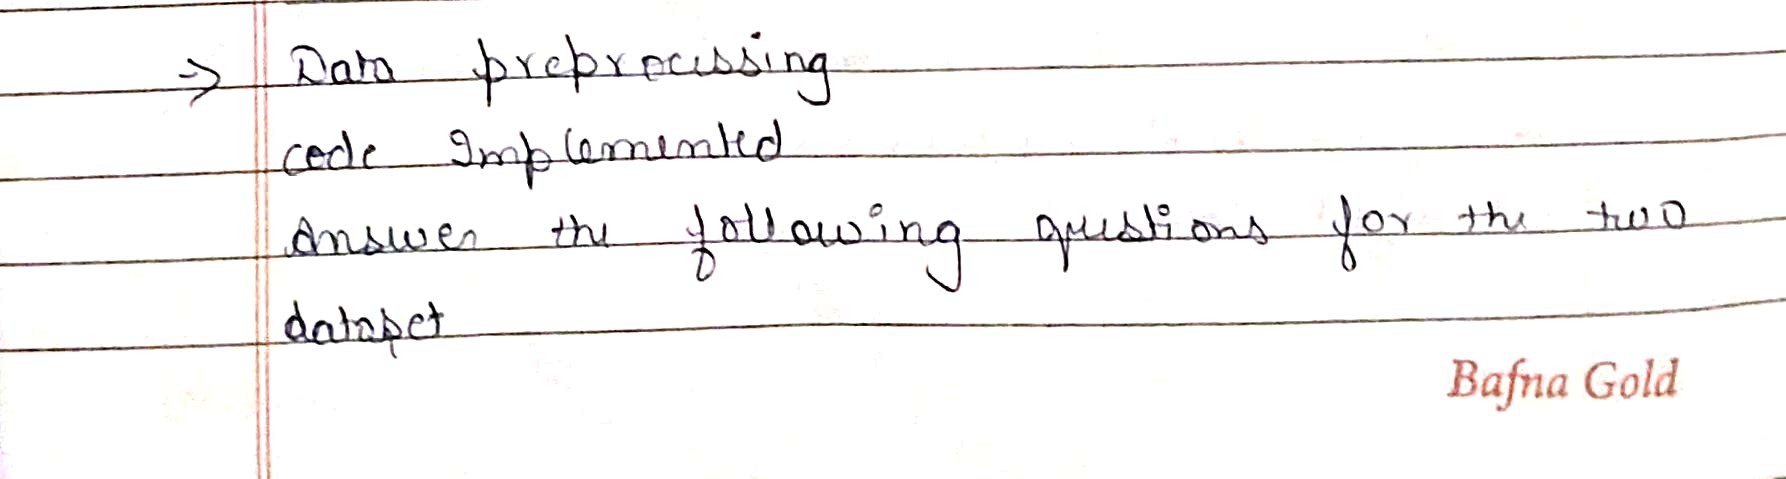 → Data preprocessing
code Implemented
Answer the following questions for the two
dataset
Bafna Gold